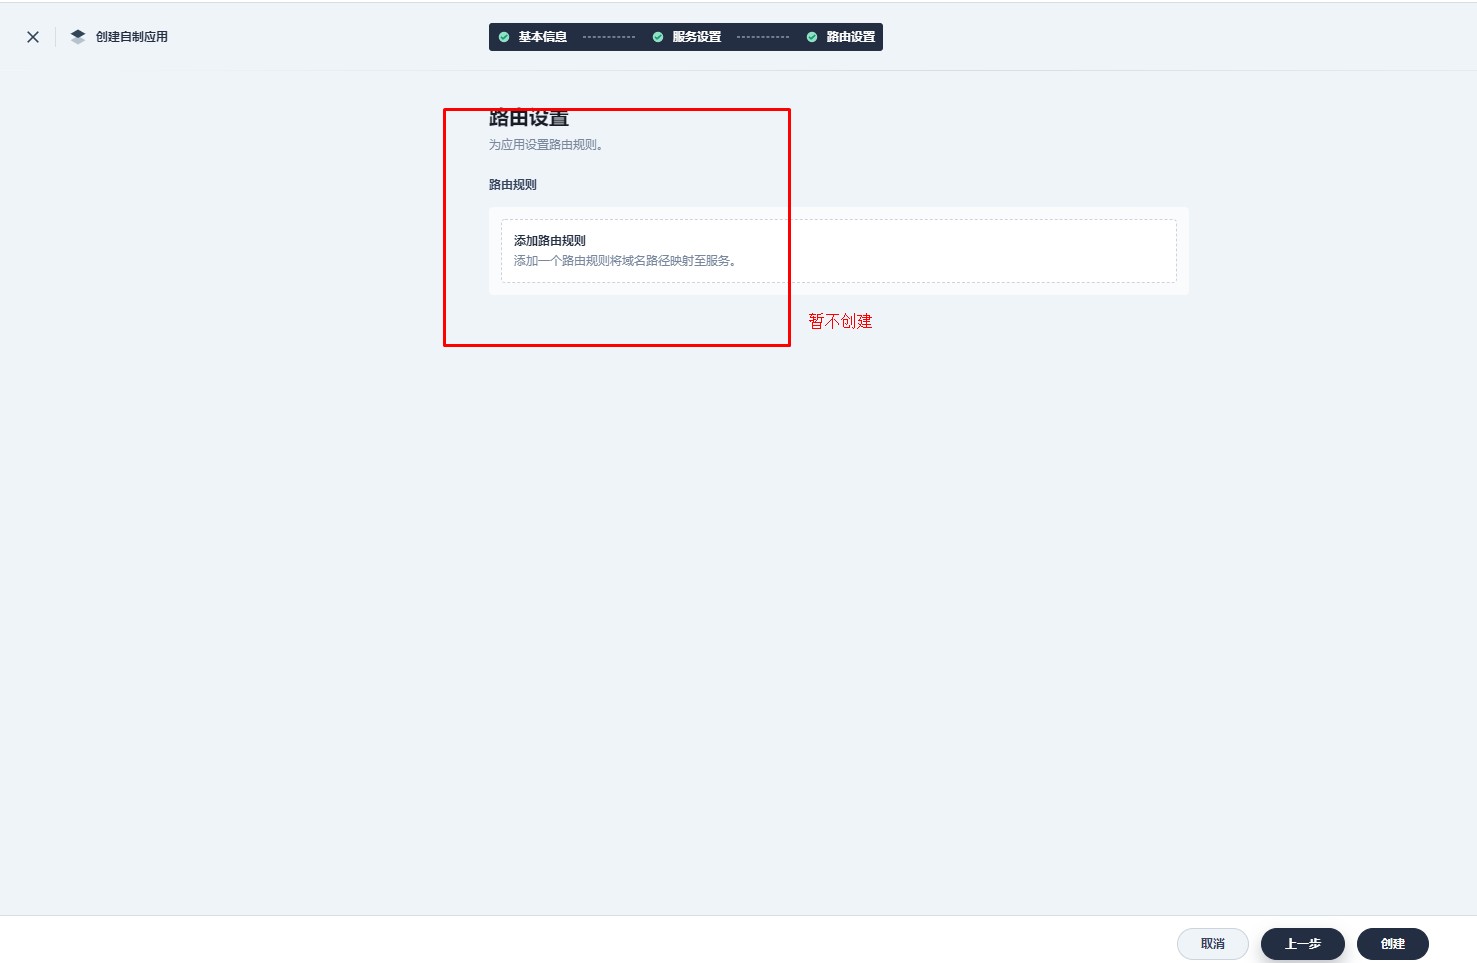 创建自制应用
基本信息
服务设置
路由设置
路由设置
为应用设置路由规则。
路由规则
添加路由规则
添加一个路由规则将域名路径映射至服务。
暂不创建
取消
上一步
创建